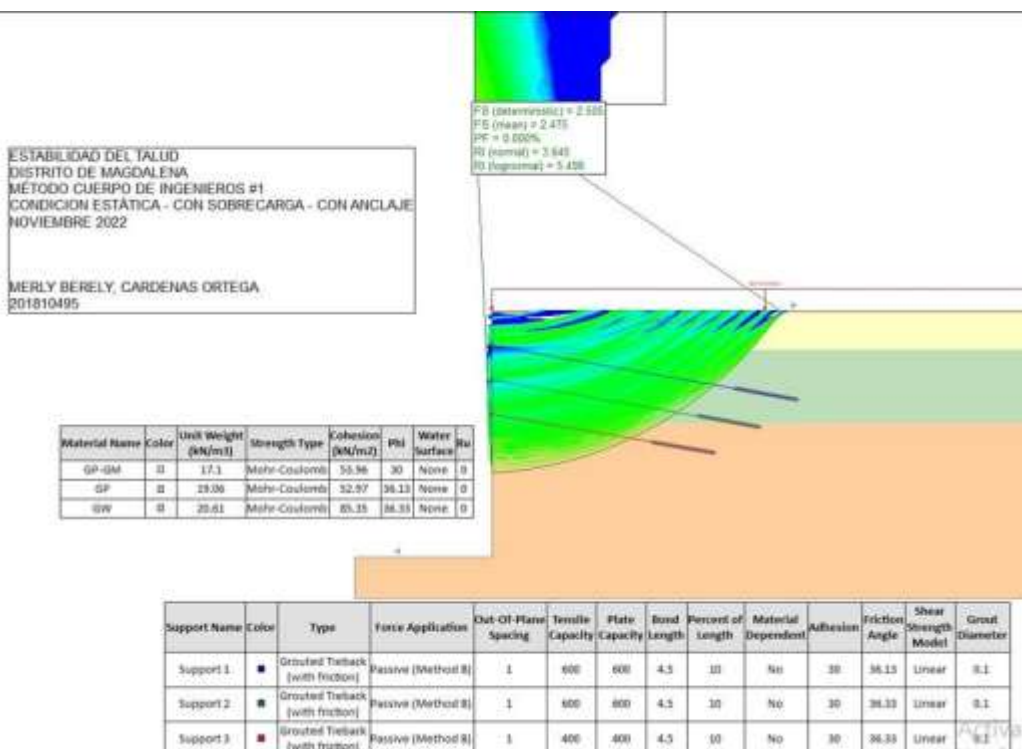 FS (deterministic) = 2.505
FS (mean) = 2.475
PF = 0.000%
RI (normal) = 3.645
RI (lognormal) =
ESTABILIDAD DEL TALUD
DISTRITO DE MAGDALENA
MÉTODO CUERPO DE INGENIEROS #1
CONDICION ESTÁTICA - CON SOBRECARGA - CON ANCLAJE
NOVIEMBRE 2022
MERLY BERELY, CARDENAS ORTEGA
201810495
Material Name Color Unit Weight (kN/m3) Strength Type Cohesion (kN/m2) Phi Water Surface Ru
GP-GM 17.1 Mohr-Coulomb 53.96 30 None 0
GP 19.06 Mohr-Coulomb 52.97 36.13 None 0
GW 20.61 Mohr-Coulomb 85.35 36.33 None 0
Support Name Color Type Force Application Out-Of-Plane Spacing Tensile Capacity Plate Capacity Bond Length Percent of Length Material Dependent Adhesion Friction Angle Shear Strength Model Grout Diameter
Support 1 Grouted Tieback (with friction) Passive (Method B) 1 600 600 4.5 10 No 30 36.13 Linear 0.1
Support 2 Grouted Tieback (with friction) Passive (Method B) 1 600 600 4.5 10 No 30 36.33 Linear 0.1
Support 3 Grouted Tieback (with friction) Passive (Method B) 1 400 400 4.5 10 No 30 36.33 Linear 0.1
Activa